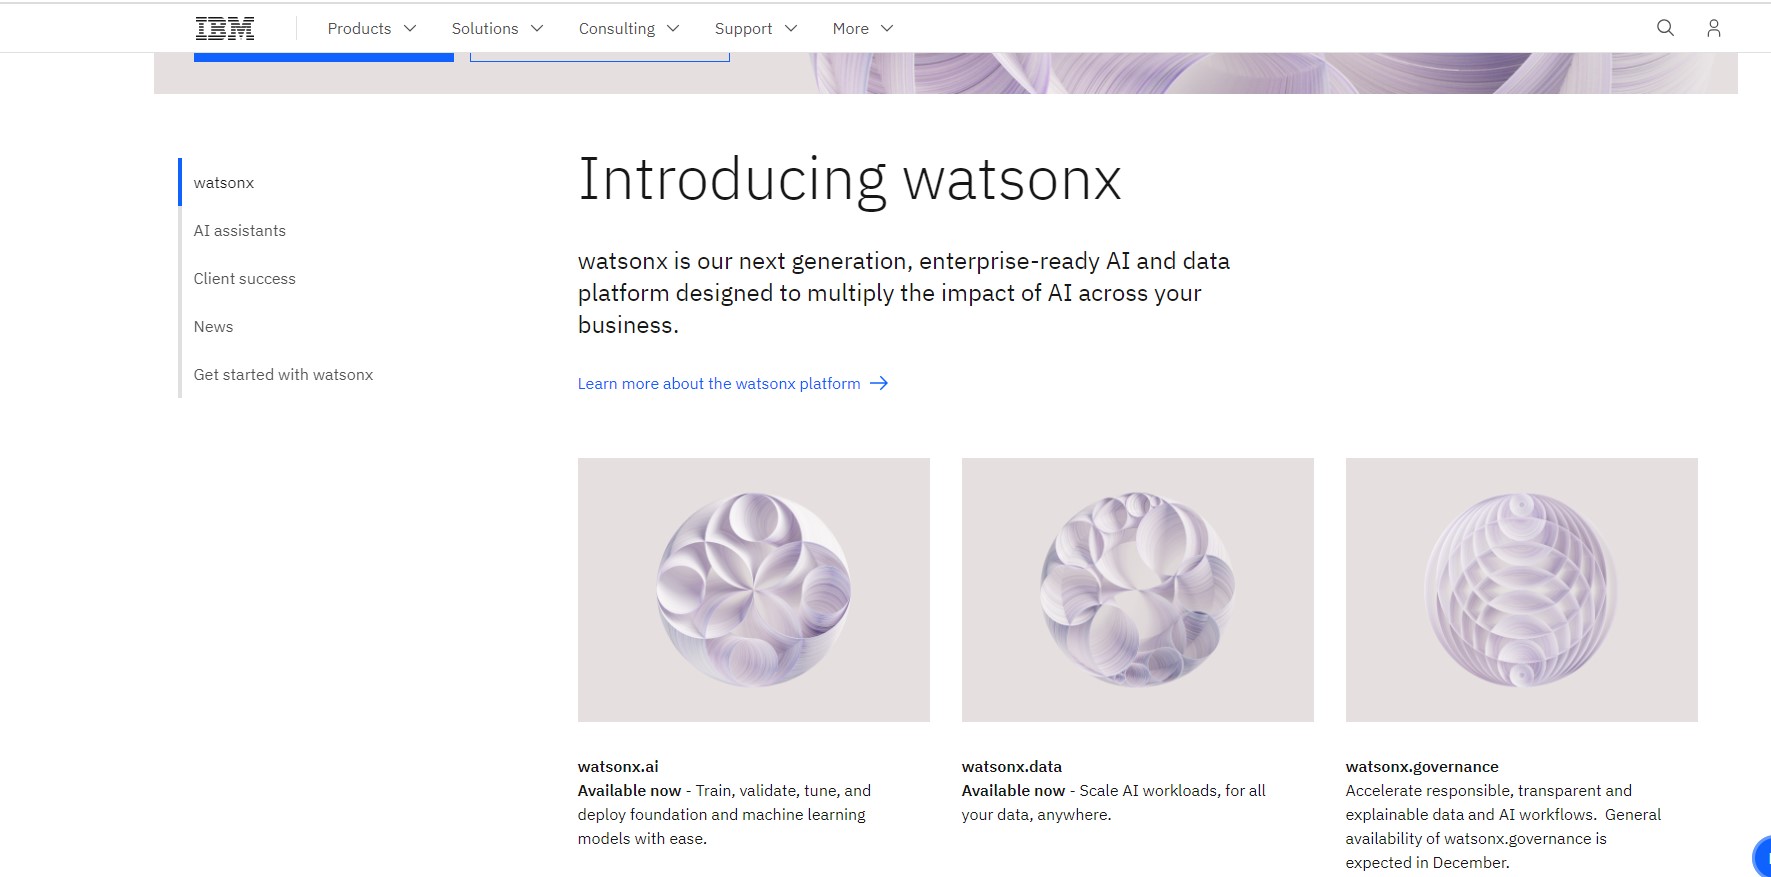 IBM Products Solutions Consulting Support More
watsonx
AI assistants
Client success
News
Get started with watsonx
Introducing watsonx
watsonx is our next generation, enterprise-ready AI and data
platform designed to multiply the impact of AI across your
business.
Learn more about the watsonx platform
watsonx.ai
Available now - Train, validate, tune, and
deploy foundation and machine learning
models with ease.
watsonx.data
Available now - Scale AI workloads, for all
your data, anywhere.
watsonx.governance
Accelerate responsible, transparent and
explainable data and AI workflows. General
availability of watsonx.governance is
expected in December.